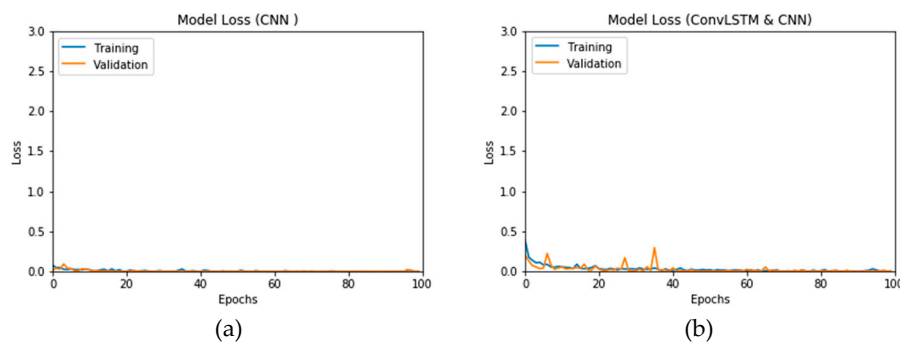 Model Loss (CNN )
3.0
2.5
2.0
1.5
1.0
0.5
0.0
Loss
Training
Validation
0 20 40 60 80 100
Epochs
(a)
Model Loss (ConvLSTM & CNN)
3.0
2.5
2.0
1.5
1.0
0.5
0.0
Loss
Training
Validation
0 20 40 60 80 100
Epochs
(b)